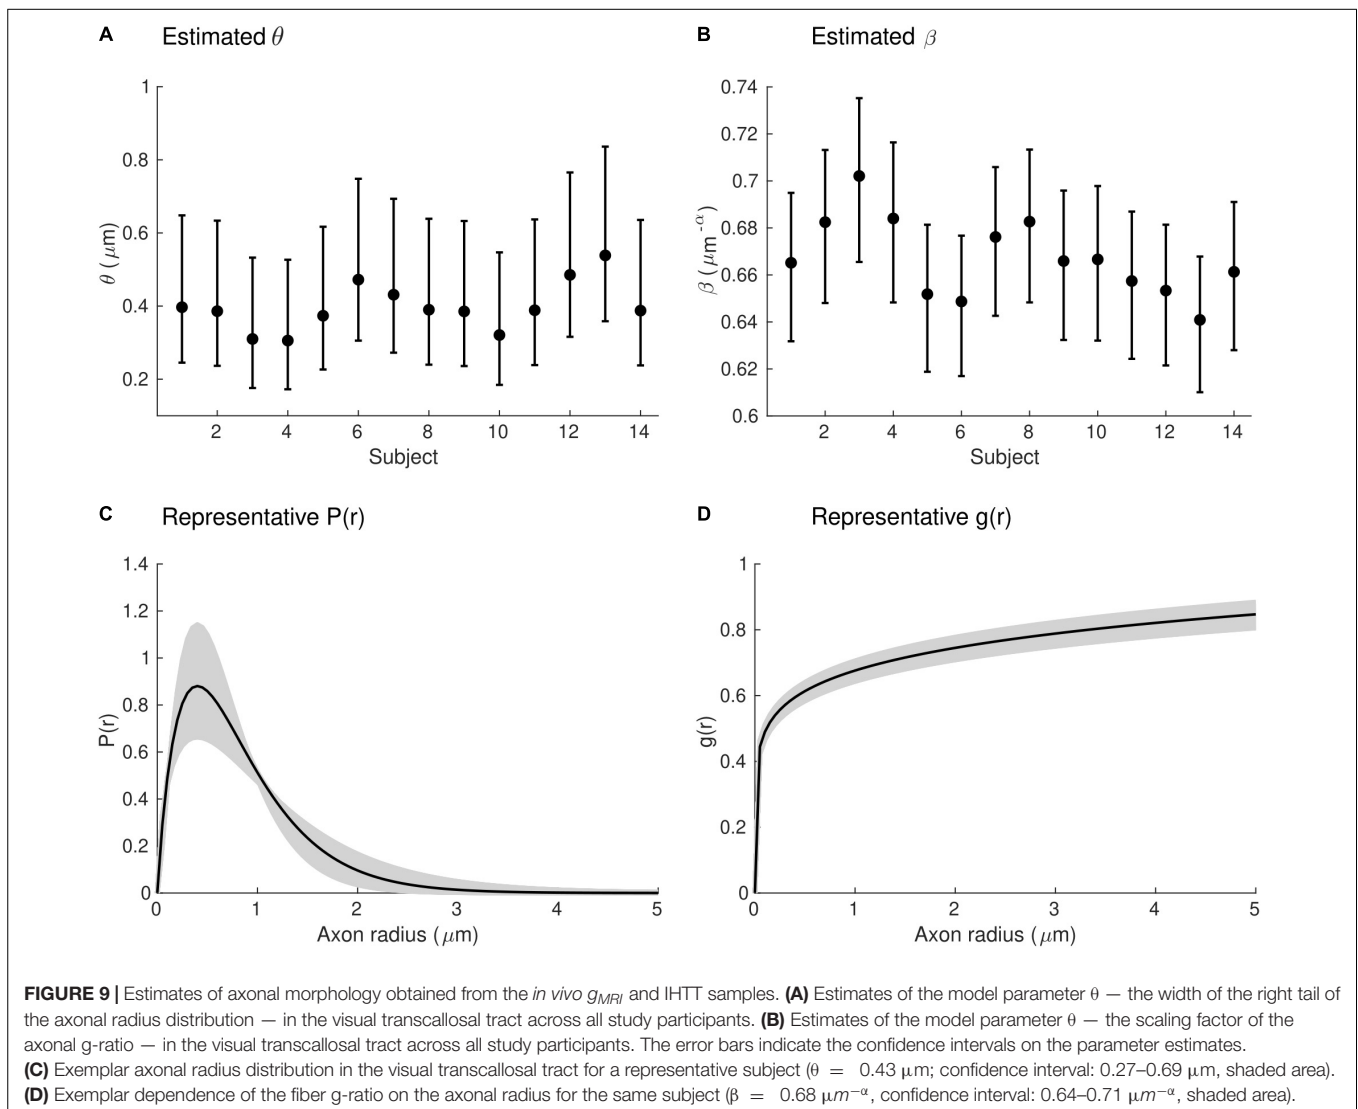 A Estimated θ
1
0.8
0.6
0.4
0.2
θ (μm)
2 4 6 8 10 12 14
Subject
B Estimated β
0.74
0.72
0.7
0.68
0.66
0.64
0.62
0.6
β (μm^-α)
2 4 6 8 10 12 14
Subject
C Representative P(r)
1.4
1.2
1
0.8
0.6
0.4
0.2
0
P(r)
0 1 2 3 4 5
Axon radius (μm)
D Representative g(r)
1
0.8
0.6
0.4
0.2
0
g(r)
0 1 2 3 4 5
Axon radius (μm)
FIGURE 9 | Estimates of axonal morphology obtained from the in vivo gMRI and IHTT samples. (A) Estimates of the model parameter θ — the width of the right tail of
the axonal radius distribution — in the visual transcallosal tract across all study participants. (B) Estimates of the model parameter θ — the scaling factor of the
axonal g-ratio — in the visual transcallosal tract across all study participants. The error bars indicate the confidence intervals on the parameter estimates.
(C) Exemplar axonal radius distribution in the visual transcallosal tract for a representative subject (θ = 0.43 μm; confidence interval: 0.27–0.69 μm, shaded area).
(D) Exemplar dependence of the fiber g-ratio on the axonal radius for the same subject (β = 0.68 μm^−α, confidence interval: 0.64–0.71 μm^−α, shaded area).